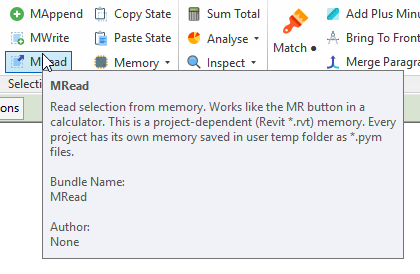 MAppend Copy State Sum Total Add Plus Minu
MWrite Paste State Analyse Match Bring To Front
MRead Memory Inspect Merge Paragra
Selecti
ons
MRead
Read selection from memory. Works like the MR button in a
calculator. This is a project-dependent (Revit *.rvt) memory. Every
project has its own memory saved in user temp folder as *.pym
files.
Bundle Name:
MRead
Author:
None